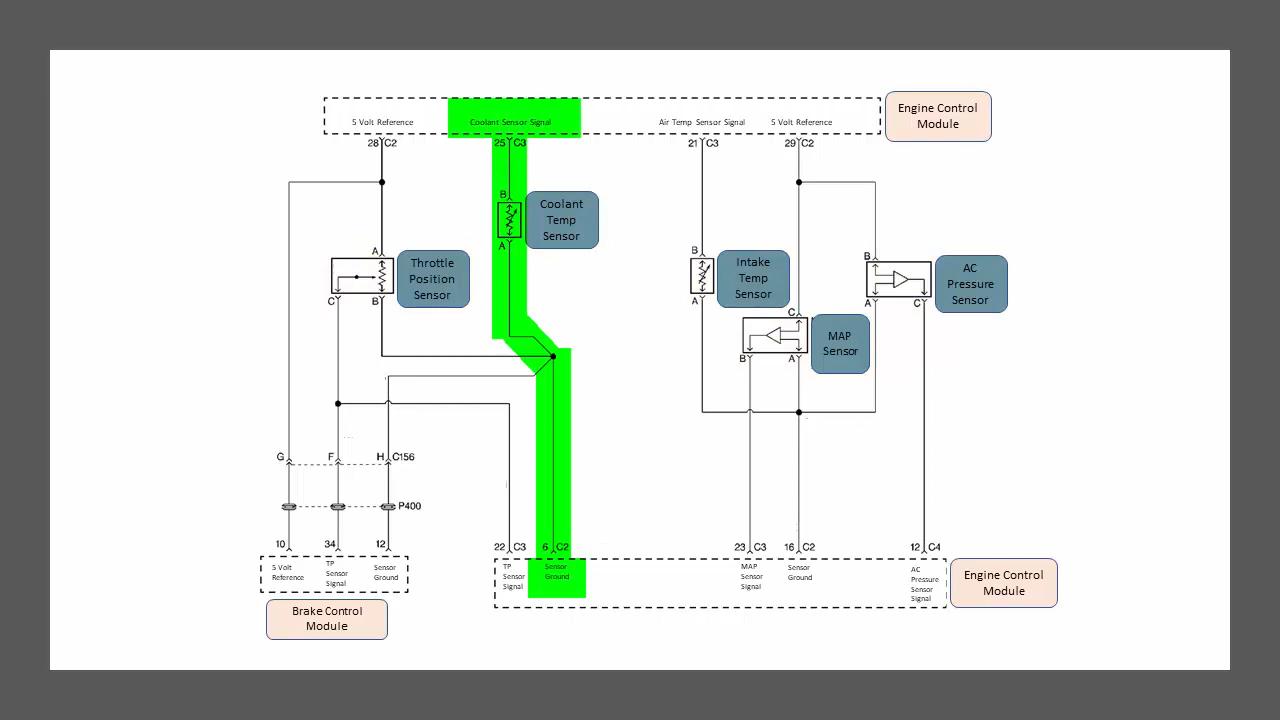 Engine Control
Module
5 Volt Reference
Coolant Sensor Signal
Air Temp Sensor Signal
5 Volt Reference
28 C2
25 C3
21 C3
29 C2
B
Coolant
Temp
Sensor
A
A
Throttle
Position
Sensor
C
B
B
Intake
Temp
Sensor
A
B
AC
Pressure
Sensor
A
C
C
MAP
Sensor
B
A
G
F
H
C156
P400
10
34
12
22 C3
6 C2
23 C3
16 C2
12 C4
5 Volt
Reference
TP
Sensor
Signal
Sensor
Ground
TP
Sensor
Signal
Sensor
Ground
MAP
Sensor
Signal
Sensor
Ground
AC
Pressure
Sensor
Signal
Engine Control
Module
Brake Control
Module